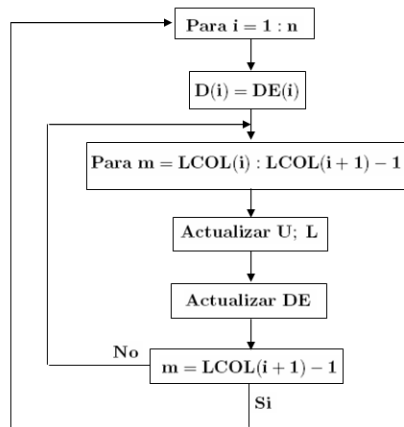 Para i = 1 : n
D(i) = DE(i)
Para m = LCOL(i) : LCOL(i + 1) − 1
Actualizar U; L
Actualizar DE
No
m = LCOL(i + 1) − 1
Si